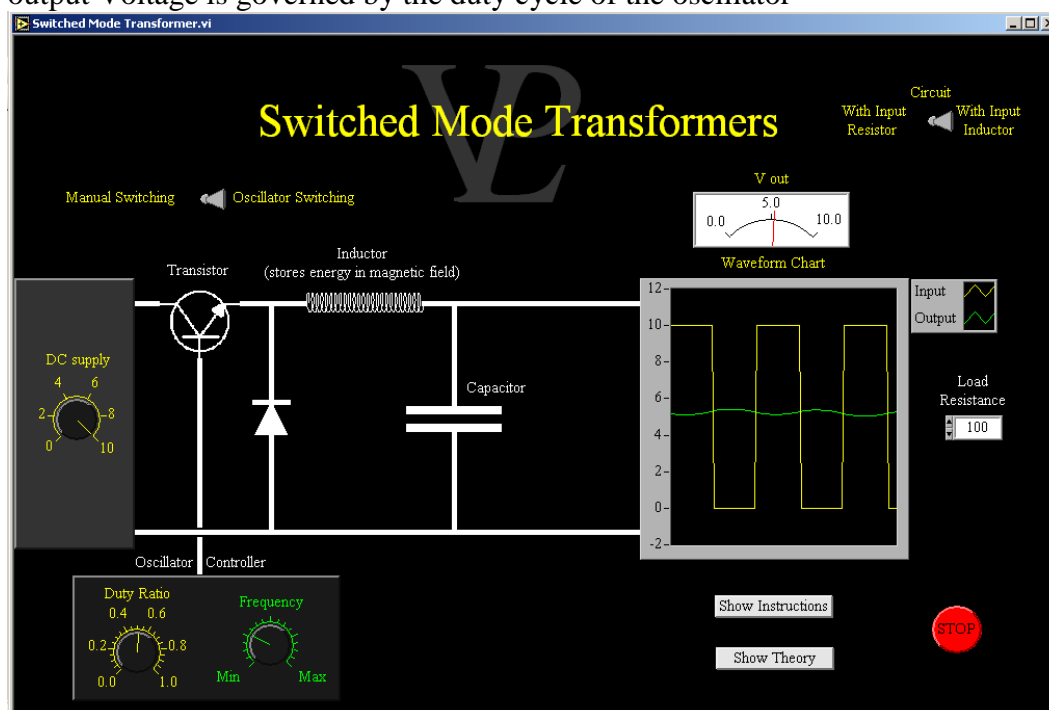 output Voltage is governed by the duty cycle of the oscillator
Switched Mode Transformer.vi
VPL
Switched Mode Transformers
Circuit
With Input Resistor
With Input Inductor
Manual Switching
Oscillator Switching
V out
0.0 5.0 10.0
Transistor
Inductor
(stores energy in magnetic field)
Waveform Chart
12
10
8
6
4
2
0
-2
Input
Output
DC supply
4 6
2 8
0 10
Capacitor
Load
Resistance
100
Oscillator Controller
Duty Ratio
0.4 0.6
0.2 0.8
0.0 1.0
Frequency
Min Max
Show Instructions
Show Theory
STOP